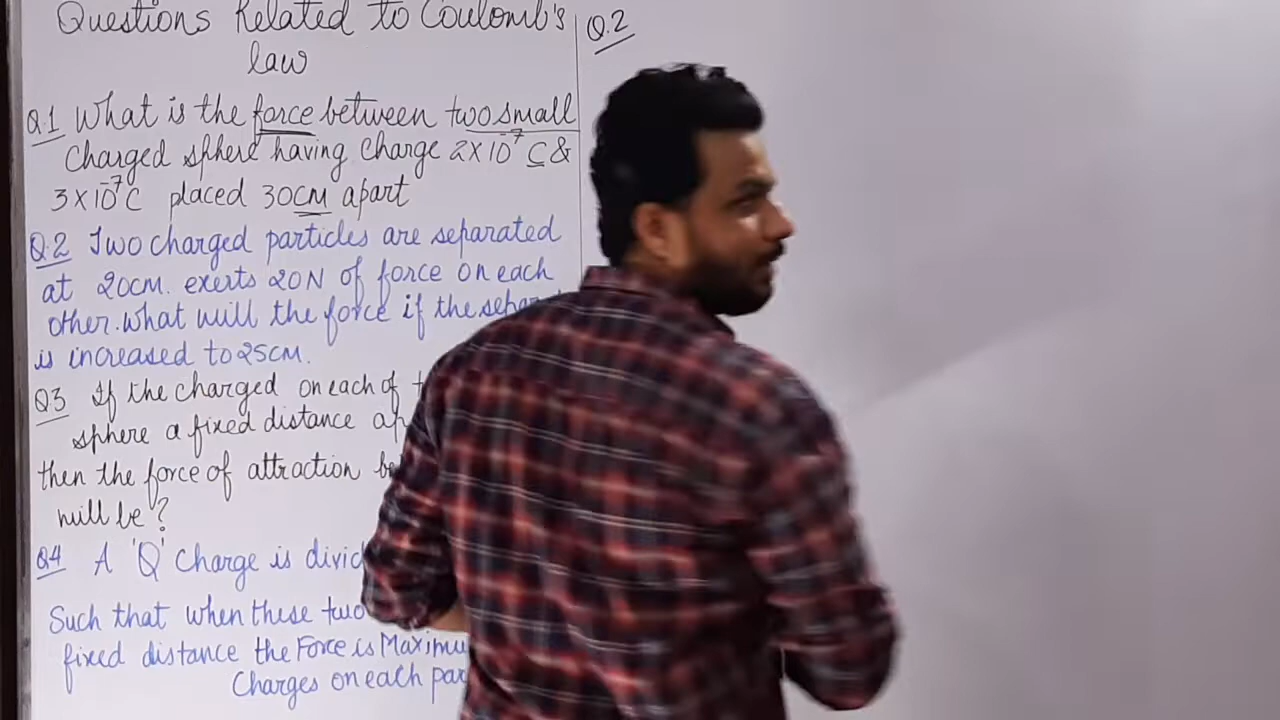 Questions Related to Coulomb's
law
Q.1 What is the force between two small
Charged sphere having charge 2×10⁻⁷ C &
3×10⁻⁷C placed 30CM apart
Q.2 Two charged particles are separated
at 20CM. exerts 20N of force on each
other. what will the force if the
is increased to 25CM.
Q3 If the charged on each of
sphere a fixed distance
then the force of attraction
will be?
Q4 A 'Q' Charge is
Such that when these two
fixed distance the Force is
Charges on each
Q.2